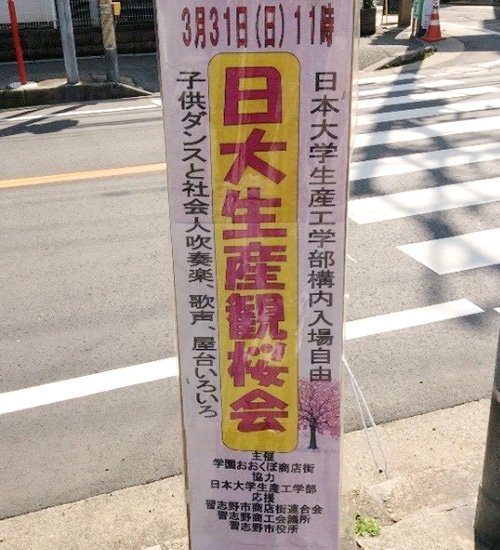 3月31日(日)11時
日本大学生産工学部構内入場自由
日大生産観桜会
子供ダンスと社会人吹奏楽、歌声、屋台いろいろ
主催
学園おおくぼ商店街
協力
日本大学生産工学部
応援
習志野市商店街連合会
習志野商工会議所
習志野市役所